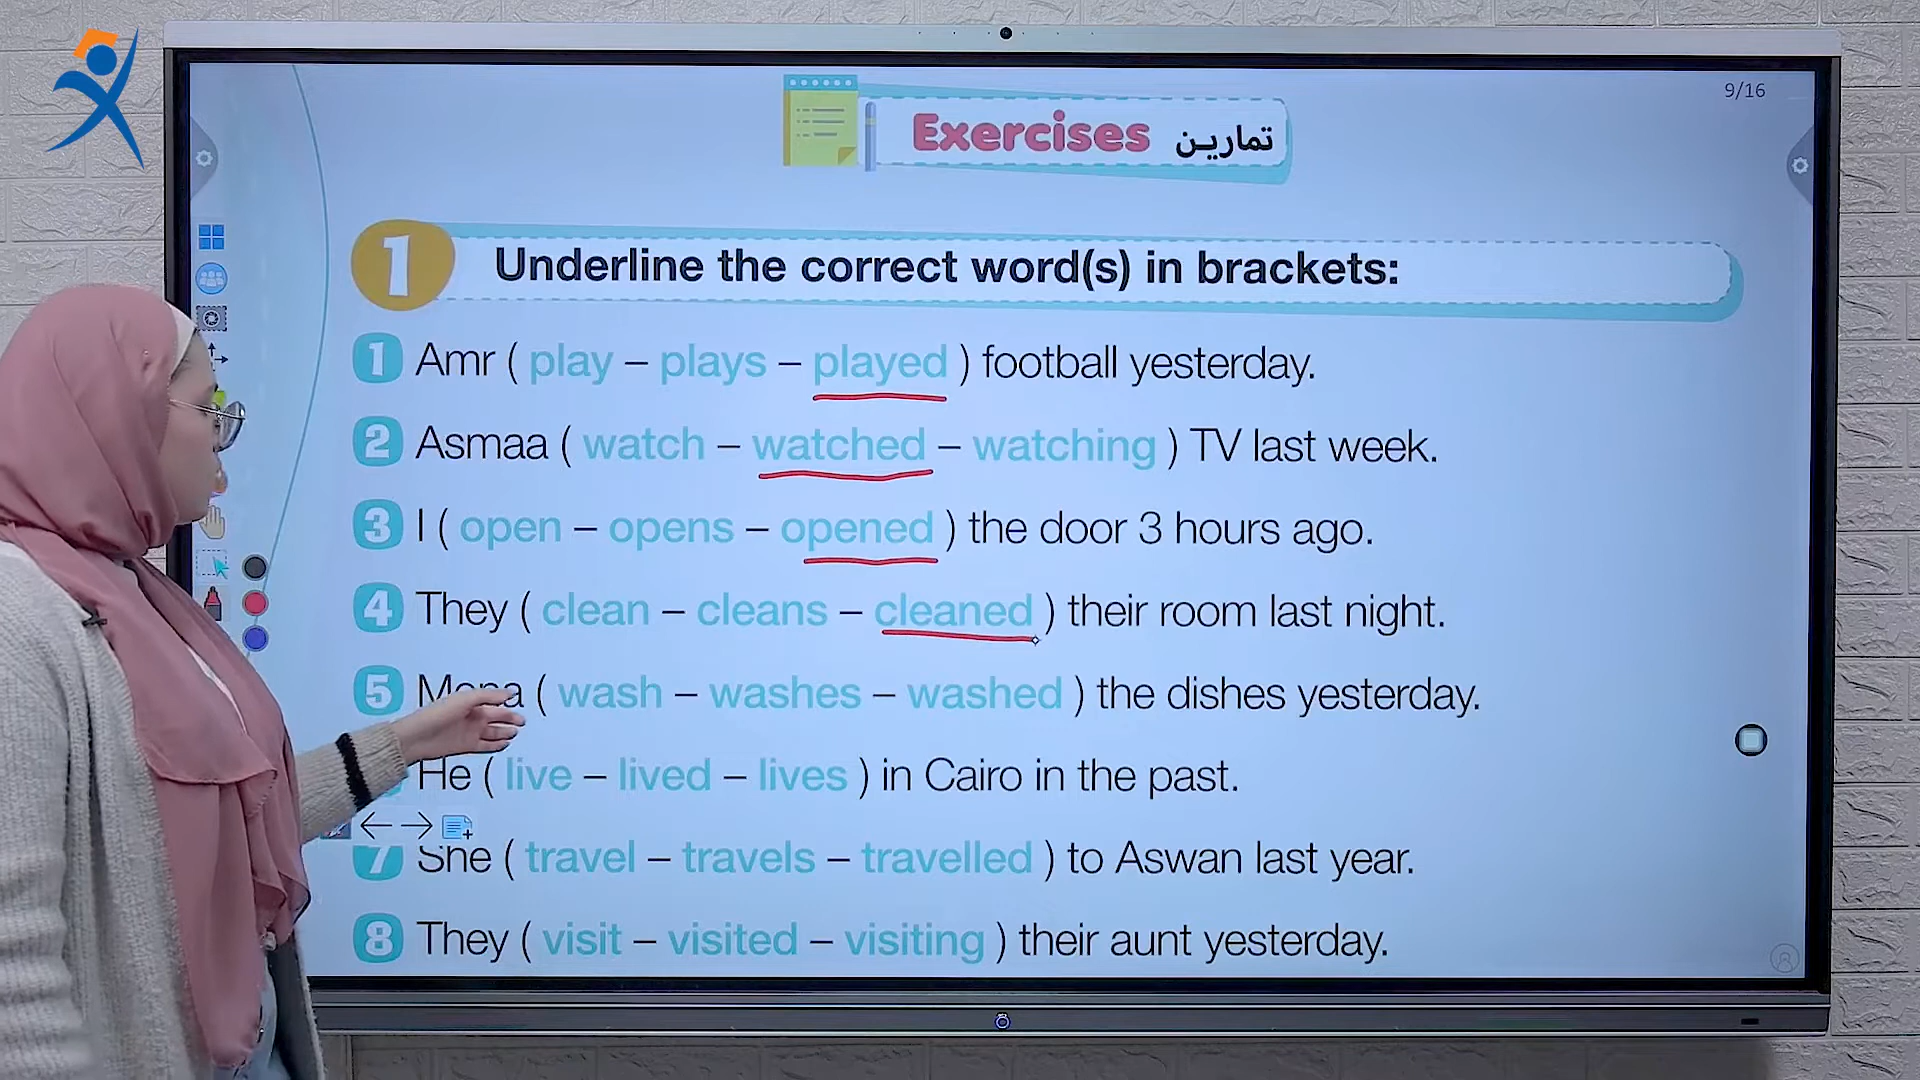 9/16
Exercises تمارين
1 Underline the correct word(s) in brackets:
1 Amr ( play – plays – played ) football yesterday.
2 Asmaa ( watch – watched – watching ) TV last week.
3 I ( open – opens – opened ) the door 3 hours ago.
4 They ( clean – cleans – cleaned ) their room last night.
5 ( wash – washes – washed ) the dishes yesterday.
He ( live – lived – lives ) in Cairo in the past.
7 She ( travel – travels – travelled ) to Aswan last year.
8 They ( visit – visited – visiting ) their aunt yesterday.